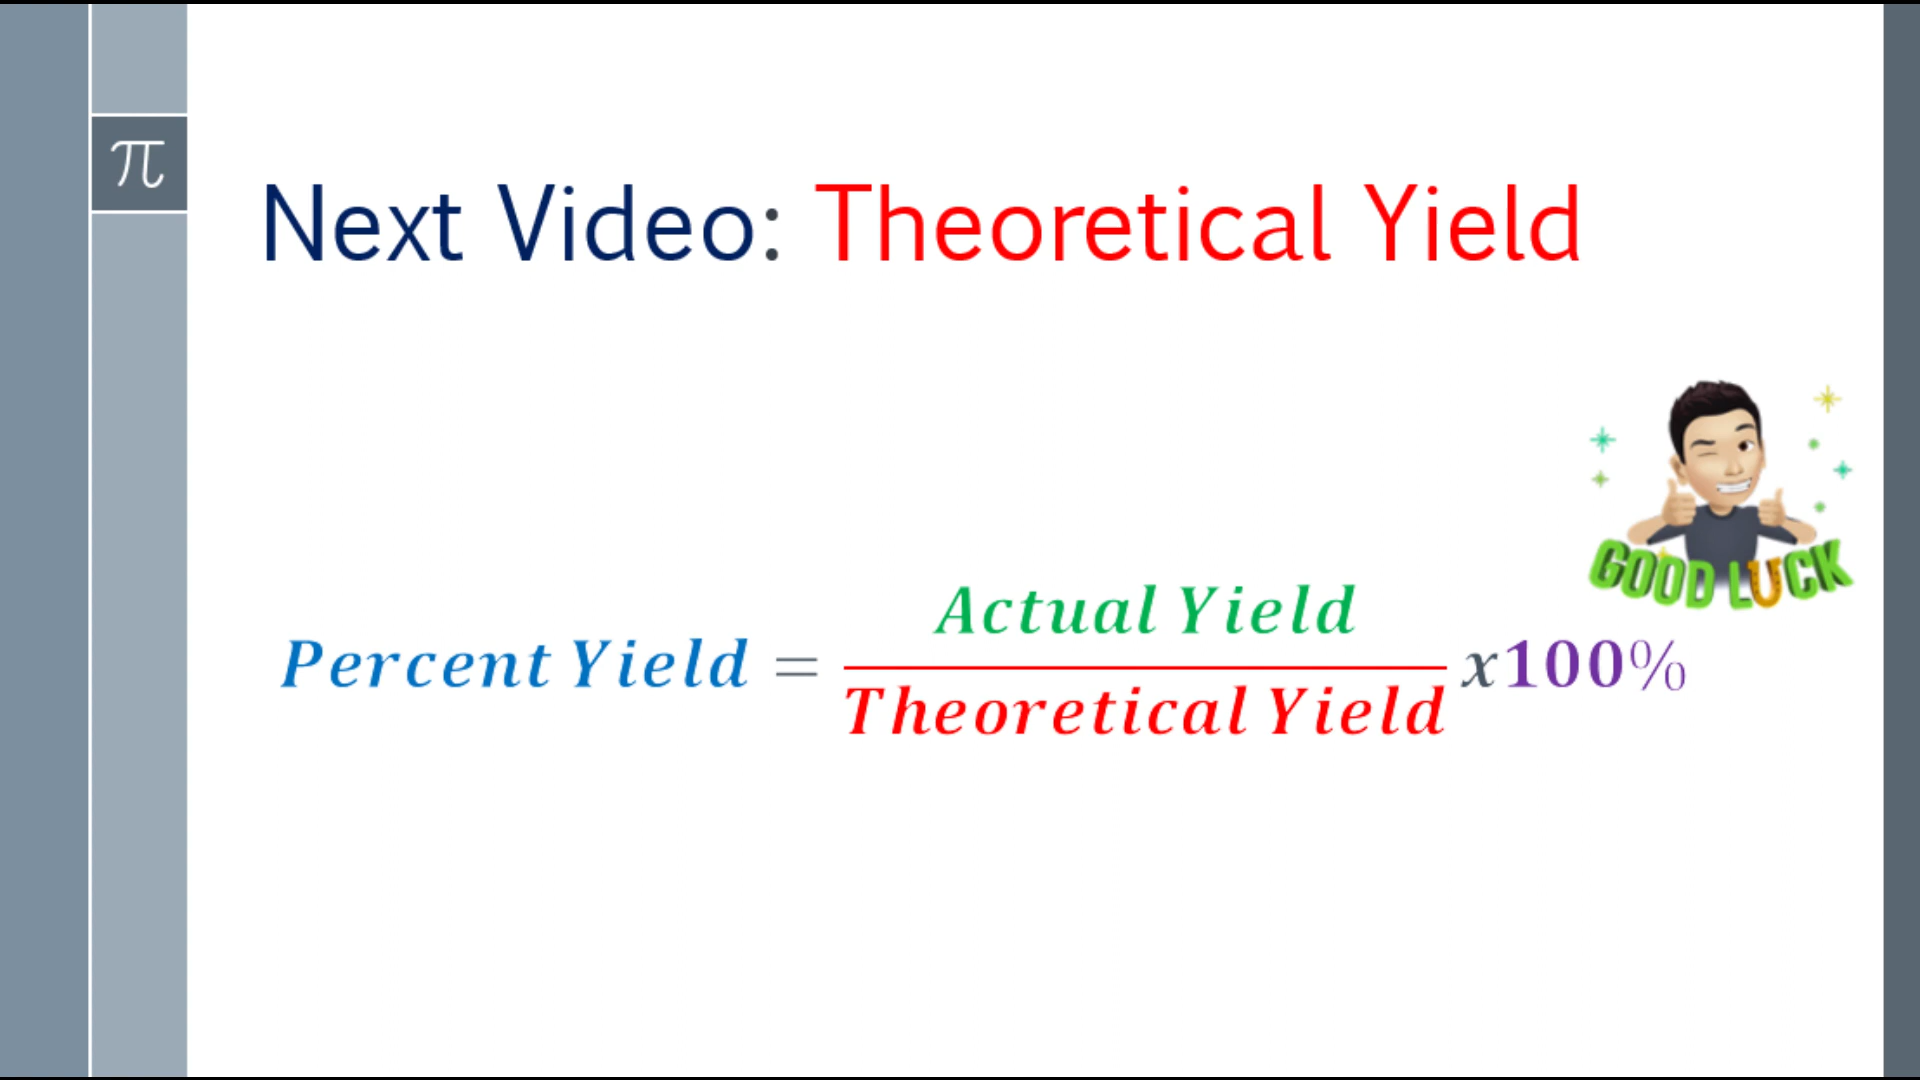 π
Next Video: Theoretical Yield
GOOD LUCK
Percent Yield = Actual Yield / Theoretical Yield x100%